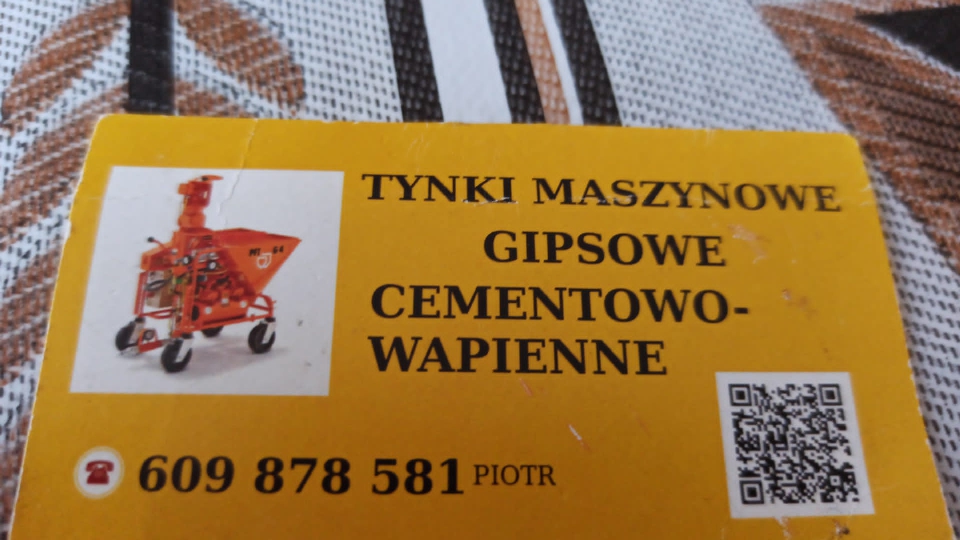 TYNKI MASZYNOWE
GIPSOWE
CEMENTOWO-
WAPIENNE
609 878 581 PIOTR